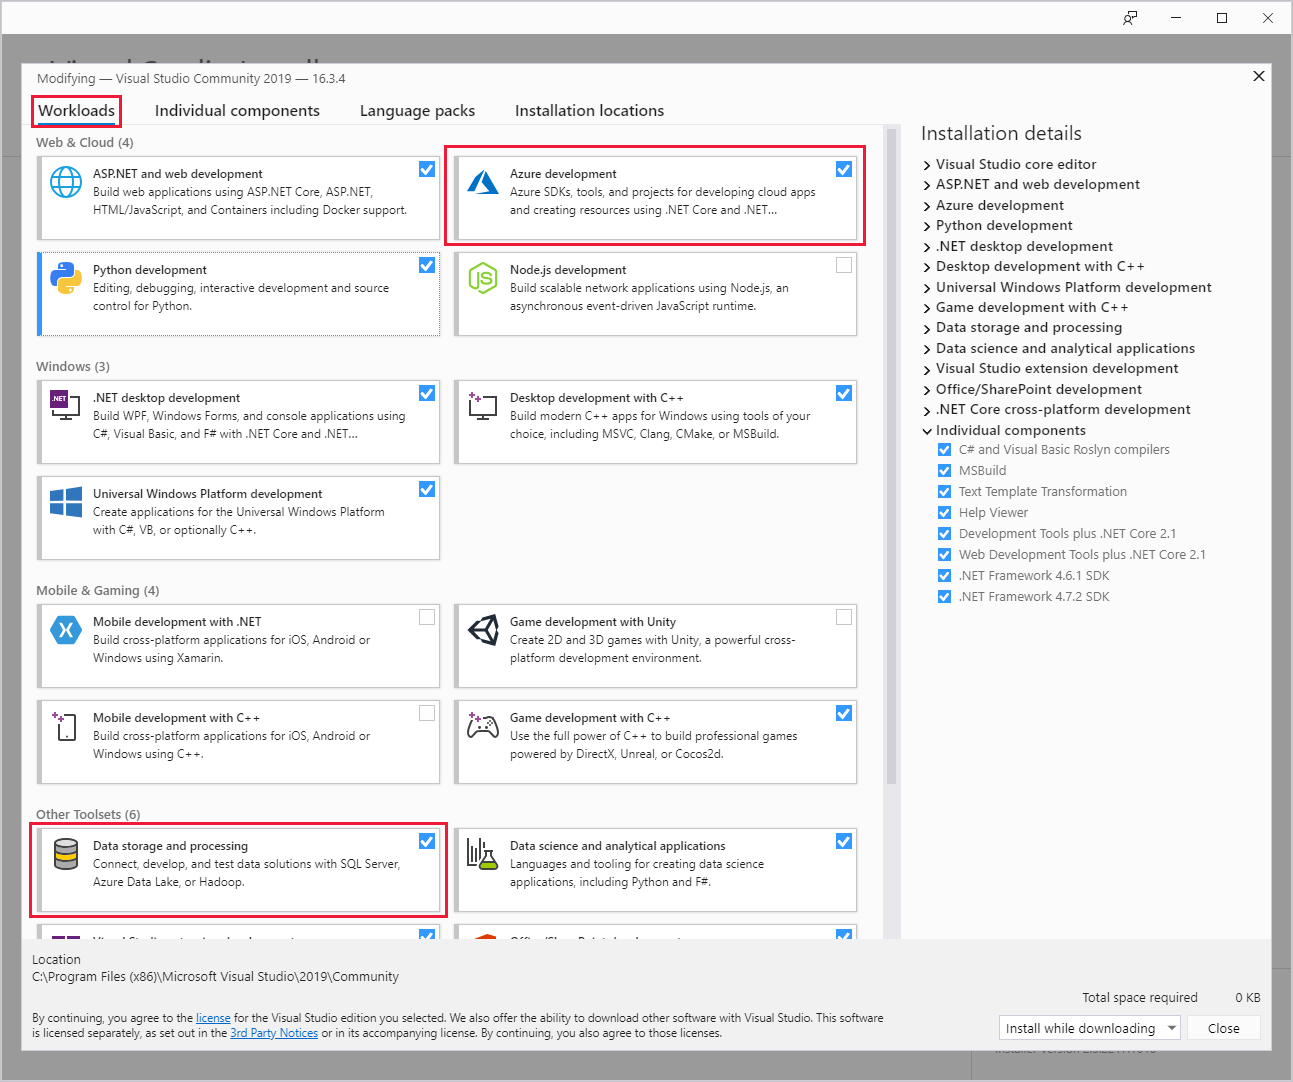 Modifying — Visual Studio Community 2019 — 16.3.4
Workloads
Individual components
Language packs
Installation locations
Web & Cloud (4)
ASP.NET and web development
Build web applications using ASP.NET Core, ASP.NET,
HTML/JavaScript, and Containers including Docker support.
Azure development
Azure SDKs, tools, and projects for developing cloud apps
and creating resources using .NET Core and .NET...
Python development
Editing, debugging, interactive development and source
control for Python.
Node.js development
Build scalable network applications using Node.js, an
asynchronous event-driven JavaScript runtime.
Windows (3)
.NET
.NET desktop development
Build WPF, Windows Forms, and console applications using
C#, Visual Basic, and F# with .NET Core and .NET...
Desktop development with C++
Build modern C++ apps for Windows using tools of your
choice, including MSVC, Clang, CMake, or MSBuild.
Universal Windows Platform development
Create applications for the Universal Windows Platform
with C#, VB, or optionally C++.
Mobile & Gaming (4)
Mobile development with .NET
Build cross-platform applications for iOS, Android or
Windows using Xamarin.
Game development with Unity
Create 2D and 3D games with Unity, a powerful cross-
platform development environment.
Mobile development with C++
Build cross-platform applications for iOS, Android or
Windows using C++.
Game development with C++
Use the full power of C++ to build professional games
powered by DirectX, Unreal, or Cocos2d.
Other Toolsets (6)
Data storage and processing
Connect, develop, and test data solutions with SQL Server,
Azure Data Lake, or Hadoop.
Data science and analytical applications
Languages and tooling for creating data science
applications, including Python and F#.
Installation details
Visual Studio core editor
ASP.NET and web development
Azure development
Python development
.NET desktop development
Desktop development with C++
Universal Windows Platform development
Game development with C++
Data storage and processing
Data science and analytical applications
Visual Studio extension development
Office/SharePoint development
.NET Core cross-platform development
Individual components
C# and Visual Basic Roslyn compilers
MSBuild
Text Template Transformation
Help Viewer
Development Tools plus .NET Core 2.1
Web Development Tools plus .NET Core 2.1
.NET Framework 4.6.1 SDK
.NET Framework 4.7.2 SDK
Location
C:\Program Files (x86)\Microsoft Visual Studio\2019\Community
Total space required 0 KB
By continuing, you agree to the license for the Visual Studio edition you selected. We also offer the ability to download other software with Visual Studio. This software
is licensed separately, as set out in the 3rd Party Notices or in its accompanying license. By continuing, you also agree to those licenses.
Install while downloading
Close